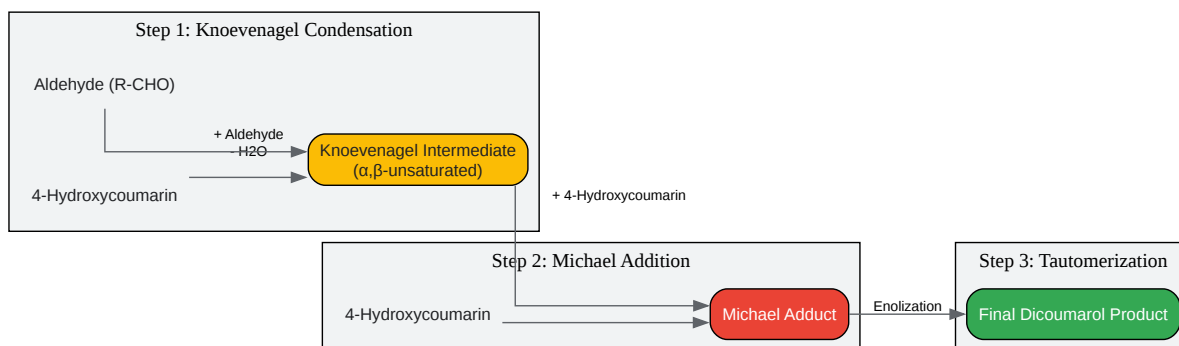 Step 1: Knoevenagel Condensation
Aldehyde (R-CHO)
+ Aldehyde
- H2O
Knoevenagel Intermediate
(α,β-unsaturated)
4-Hydroxycoumarin
+ 4-Hydroxycoumarin
Step 2: Michael Addition
Step 3: Tautomerization
4-Hydroxycoumarin
Michael Adduct
Enolization
Final Dicoumarol Product